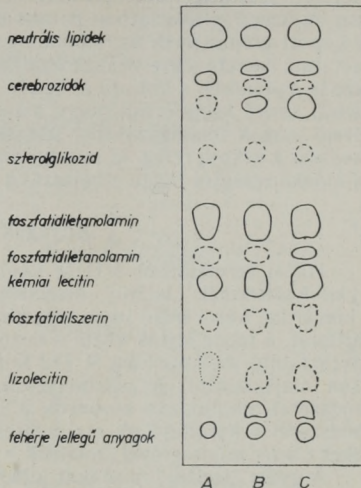 neutrális lipidek
cerebrozidok
szterolglikozid
foszfatidiletanolamin
foszfatidiletanolamin
kémiai lecitin
foszfatidilszerin
lizolecitin
fehérje jellegű anyagok
A B C